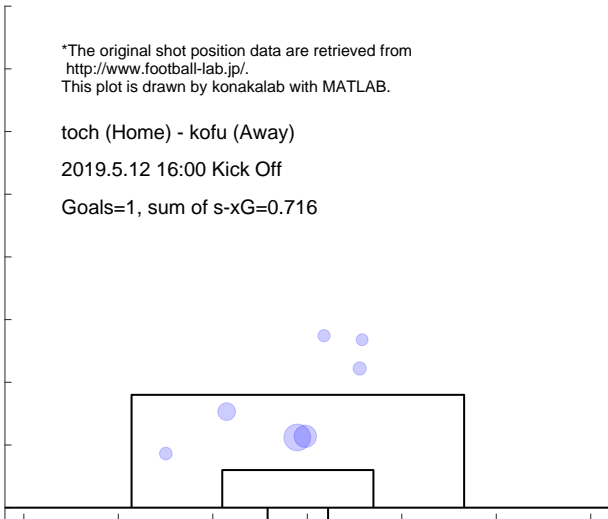 *The original shot position data are retrieved from
http://www.football-lab.jp/.
This plot is drawn by konakalab with MATLAB.
toch (Home) - kofu (Away)
2019.5.12 16:00 Kick Off
Goals=1, sum of s-xG=0.716